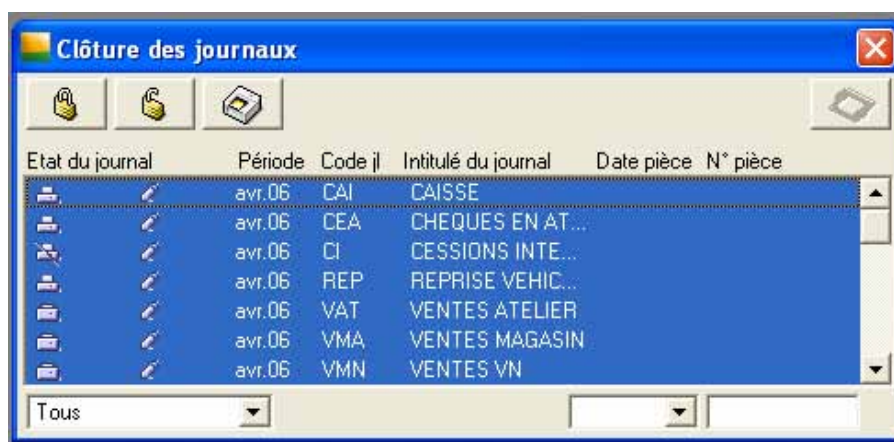 Clôture des journaux
Etat du journal Période Code jl Intitulé du journal Date pièce N° pièce
avr.06 CAI CAISSE
avr.06 CEA CHEQUES EN AT...
avr.06 CI CESSIONS INTE...
avr.06 REP REPRISE VEHIC...
avr.06 VAT VENTES ATELIER
avr.06 VMA VENTES MAGASIN
avr.06 VMN VENTES VN
Tous